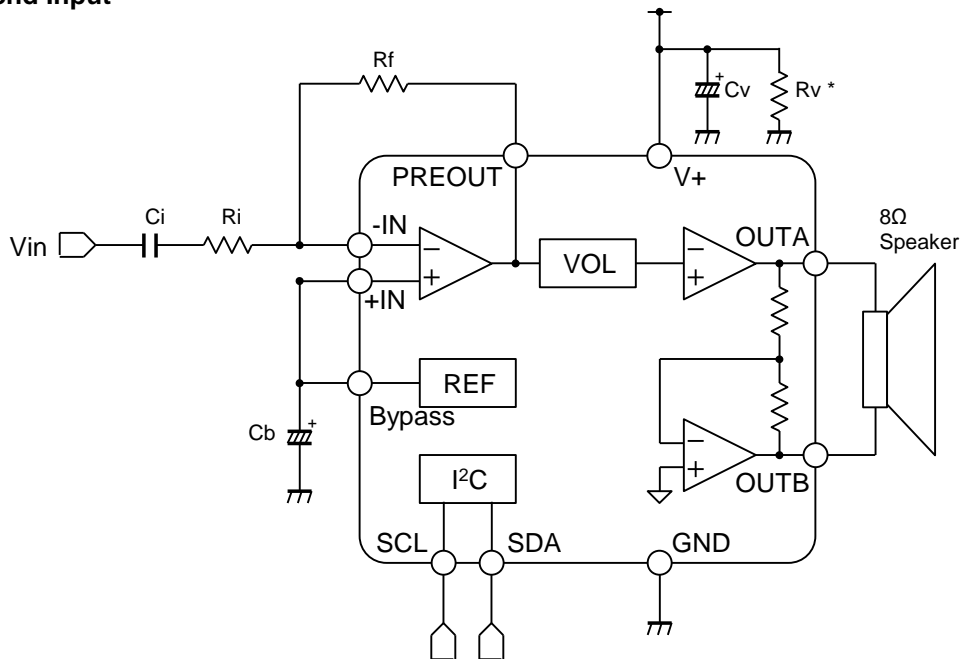 Rf
Cv
Rv *
PREOUT
V+
Ci
Ri
Vin
-IN
+IN
VOL
OUTA
8Ω
Speaker
REF
Bypass
Cb
I²C
OUTB
SCL
SDA
GND